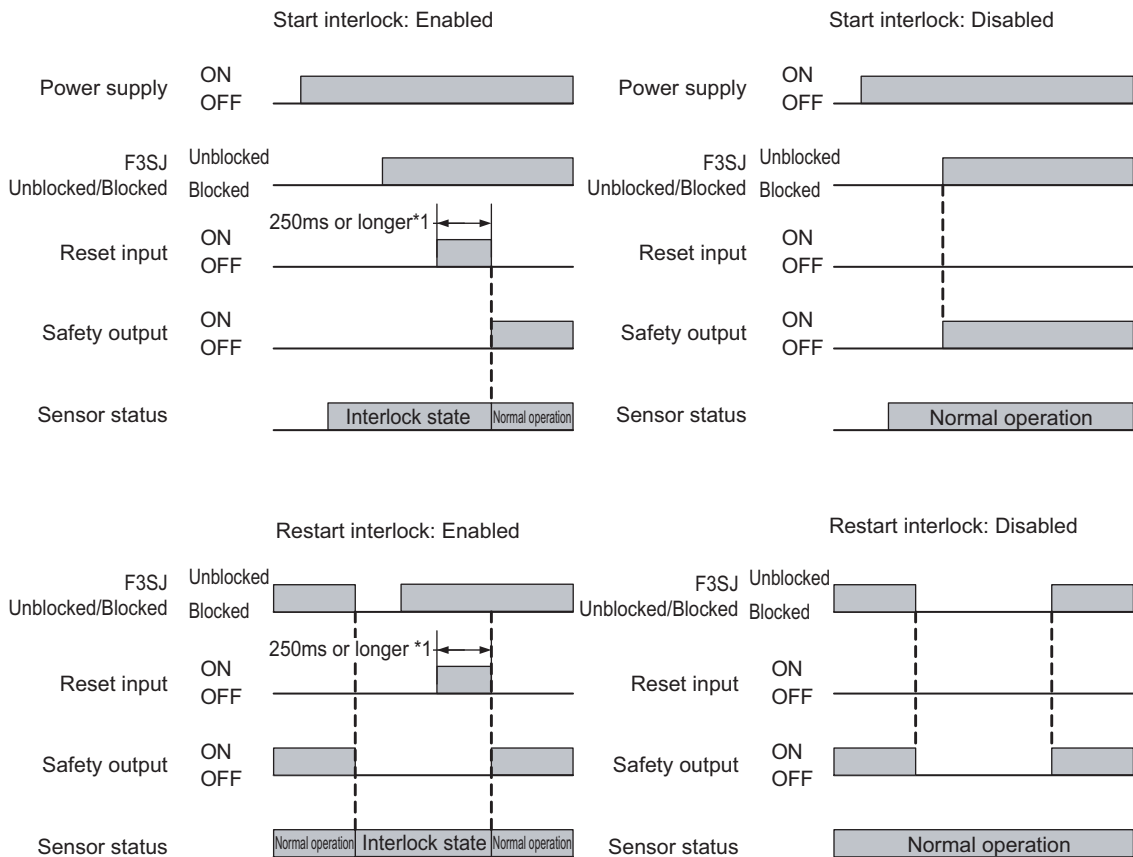 Start interlock: Enabled
Power supply
ON
OFF
F3SJ
Unblocked/Blocked
Unblocked
Blocked
250ms or longer*1
Reset input
ON
OFF
Safety output
ON
OFF
Sensor status
Interlock state
Normal operation
Start interlock: Disabled
Power supply
ON
OFF
F3SJ
Unblocked/Blocked
Unblocked
Blocked
Reset input
ON
OFF
Safety output
ON
OFF
Sensor status
Normal operation
Restart interlock: Enabled
F3SJ
Unblocked/Blocked
Unblocked
Blocked
250ms or longer *1
Reset input
ON
OFF
Safety output
ON
OFF
Sensor status
Normal operation
Interlock state
Normal operation
Restart interlock: Disabled
F3SJ
Unblocked/Blocked
Unblocked
Blocked
Reset input
ON
OFF
Safety output
ON
OFF
Sensor status
Normal operation